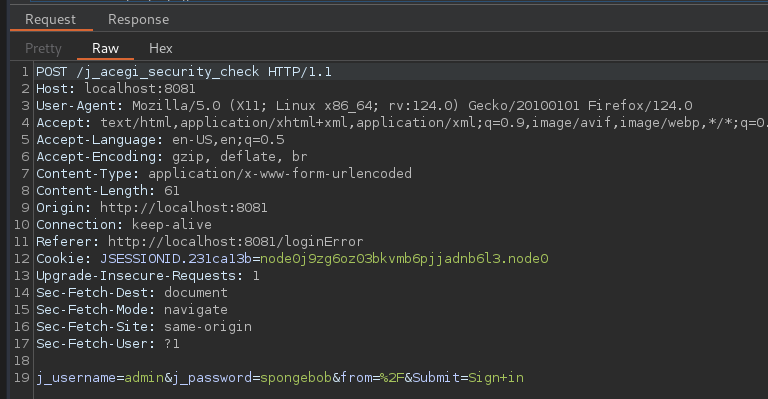 Request Response
Pretty Raw Hex
1 POST /j_acegi_security_check HTTP/1.1
2 Host: localhost:8081
3 User-Agent: Mozilla/5.0 (X11; Linux x86_64; rv:124.0) Gecko/20100101 Firefox/124.0
4 Accept: text/html,application/xhtml+xml,application/xml;q=0.9,image/avif,image/webp,*/*;q=0.
5 Accept-Language: en-US,en;q=0.5
6 Accept-Encoding: gzip, deflate, br
7 Content-Type: application/x-www-form-urlencoded
8 Content-Length: 61
9 Origin: http://localhost:8081
10 Connection: keep-alive
11 Referer: http://localhost:8081/loginError
12 Cookie: JSESSIONID.231ca13b=node0j9zg6oz03bkvmb6pjjadnb6l3.node0
13 Upgrade-Insecure-Requests: 1
14 Sec-Fetch-Dest: document
15 Sec-Fetch-Mode: navigate
16 Sec-Fetch-Site: same-origin
17 Sec-Fetch-User: ?1
18
19 j_username=admin&j_password=spongebob&from=%2F&Submit=Sign+in